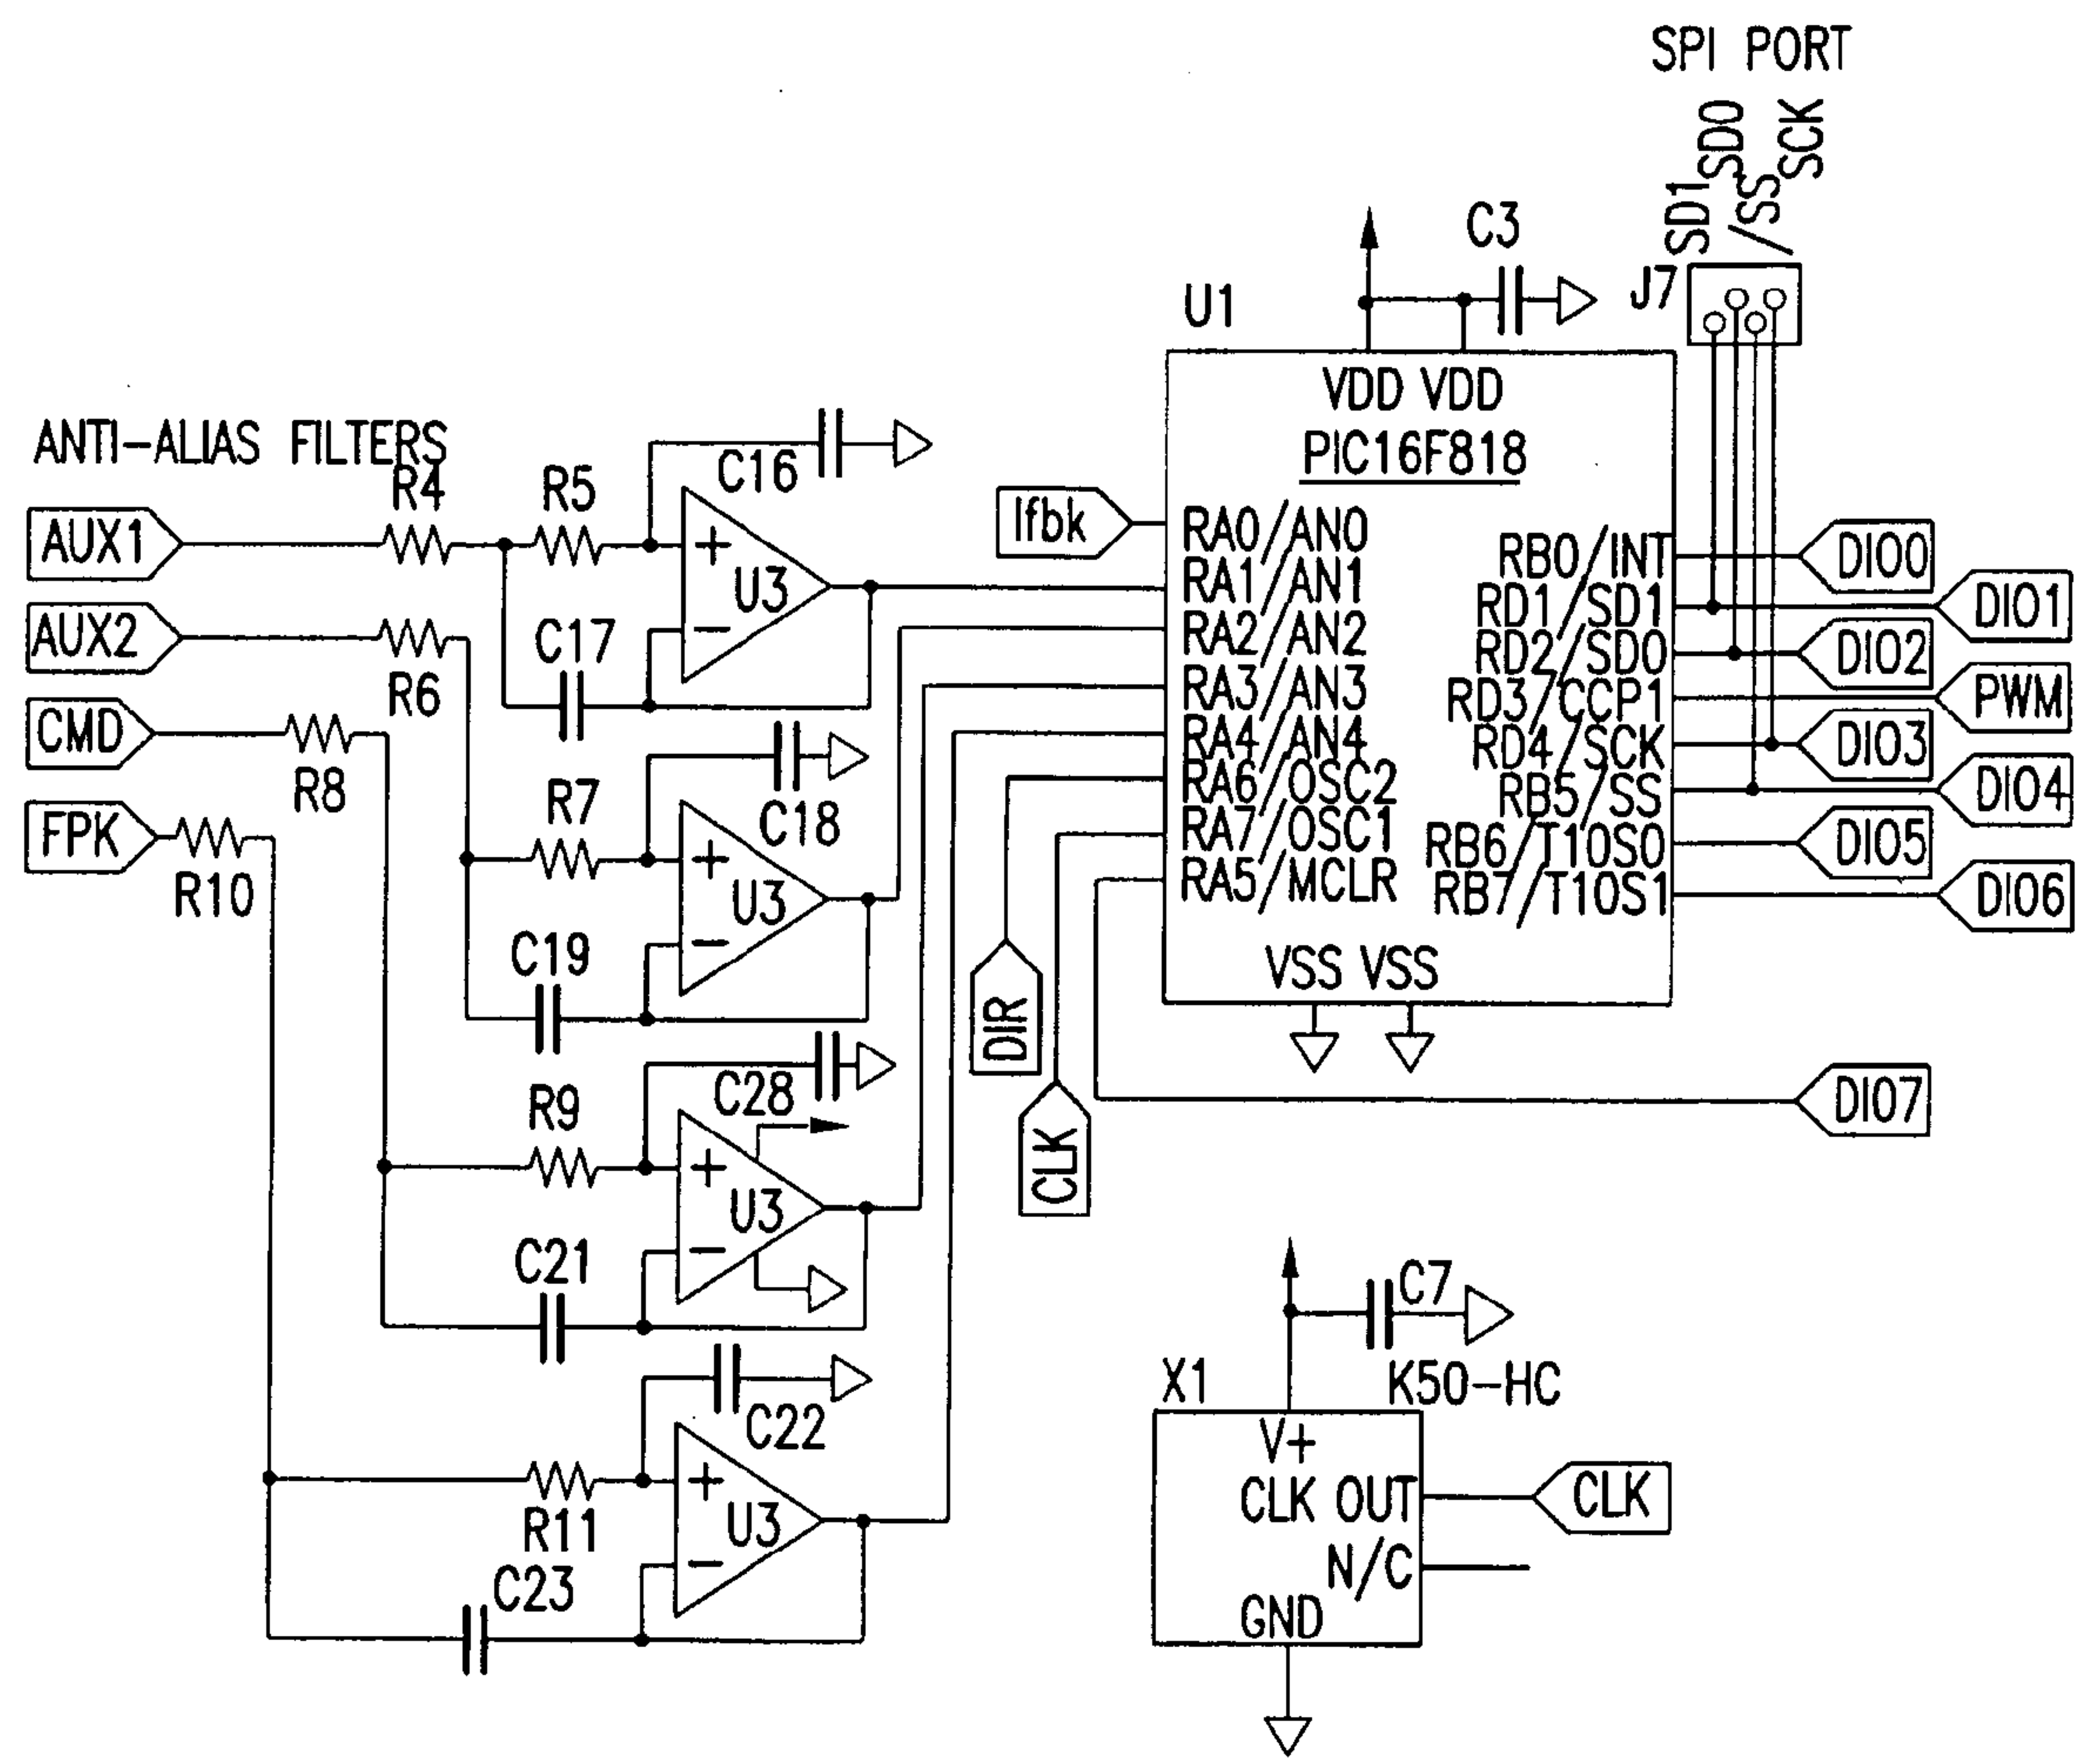 SPI PORT
SD1
SD0
/SS
SCK
J7
C3
U1
VDD VDD
PIC16F818
ANTI-ALIAS FILTERS
R4
R5
C16
AUX1
U3
C17
AUX2
R6
CMD
R8
R7
C18
FPK
R10
U3
C19
R9
C28
U3
C21
R11
C22
U3
C23
Ifbk
RA0/AN0
RA1/AN1
RA2/AN2
RA3/AN3
RA4/AN4
RA6/OSC2
RA7/OSC1
RA5/MCLR
RB0/INT
RD1/SD1
RD2/SD0
RD3/CCP1
RD4/SCK
RB5/SS
RB6/T10S0
RB7/T10S1
VSS VSS
DIO0
DIO1
DIO2
PWM
DIO3
DIO4
DIO5
DIO6
DIO7
DIR
CLK
C7
X1
K50-HC
V+
CLK OUT
N/C
GND
CLK
+
-
+
-
+
-
+
-